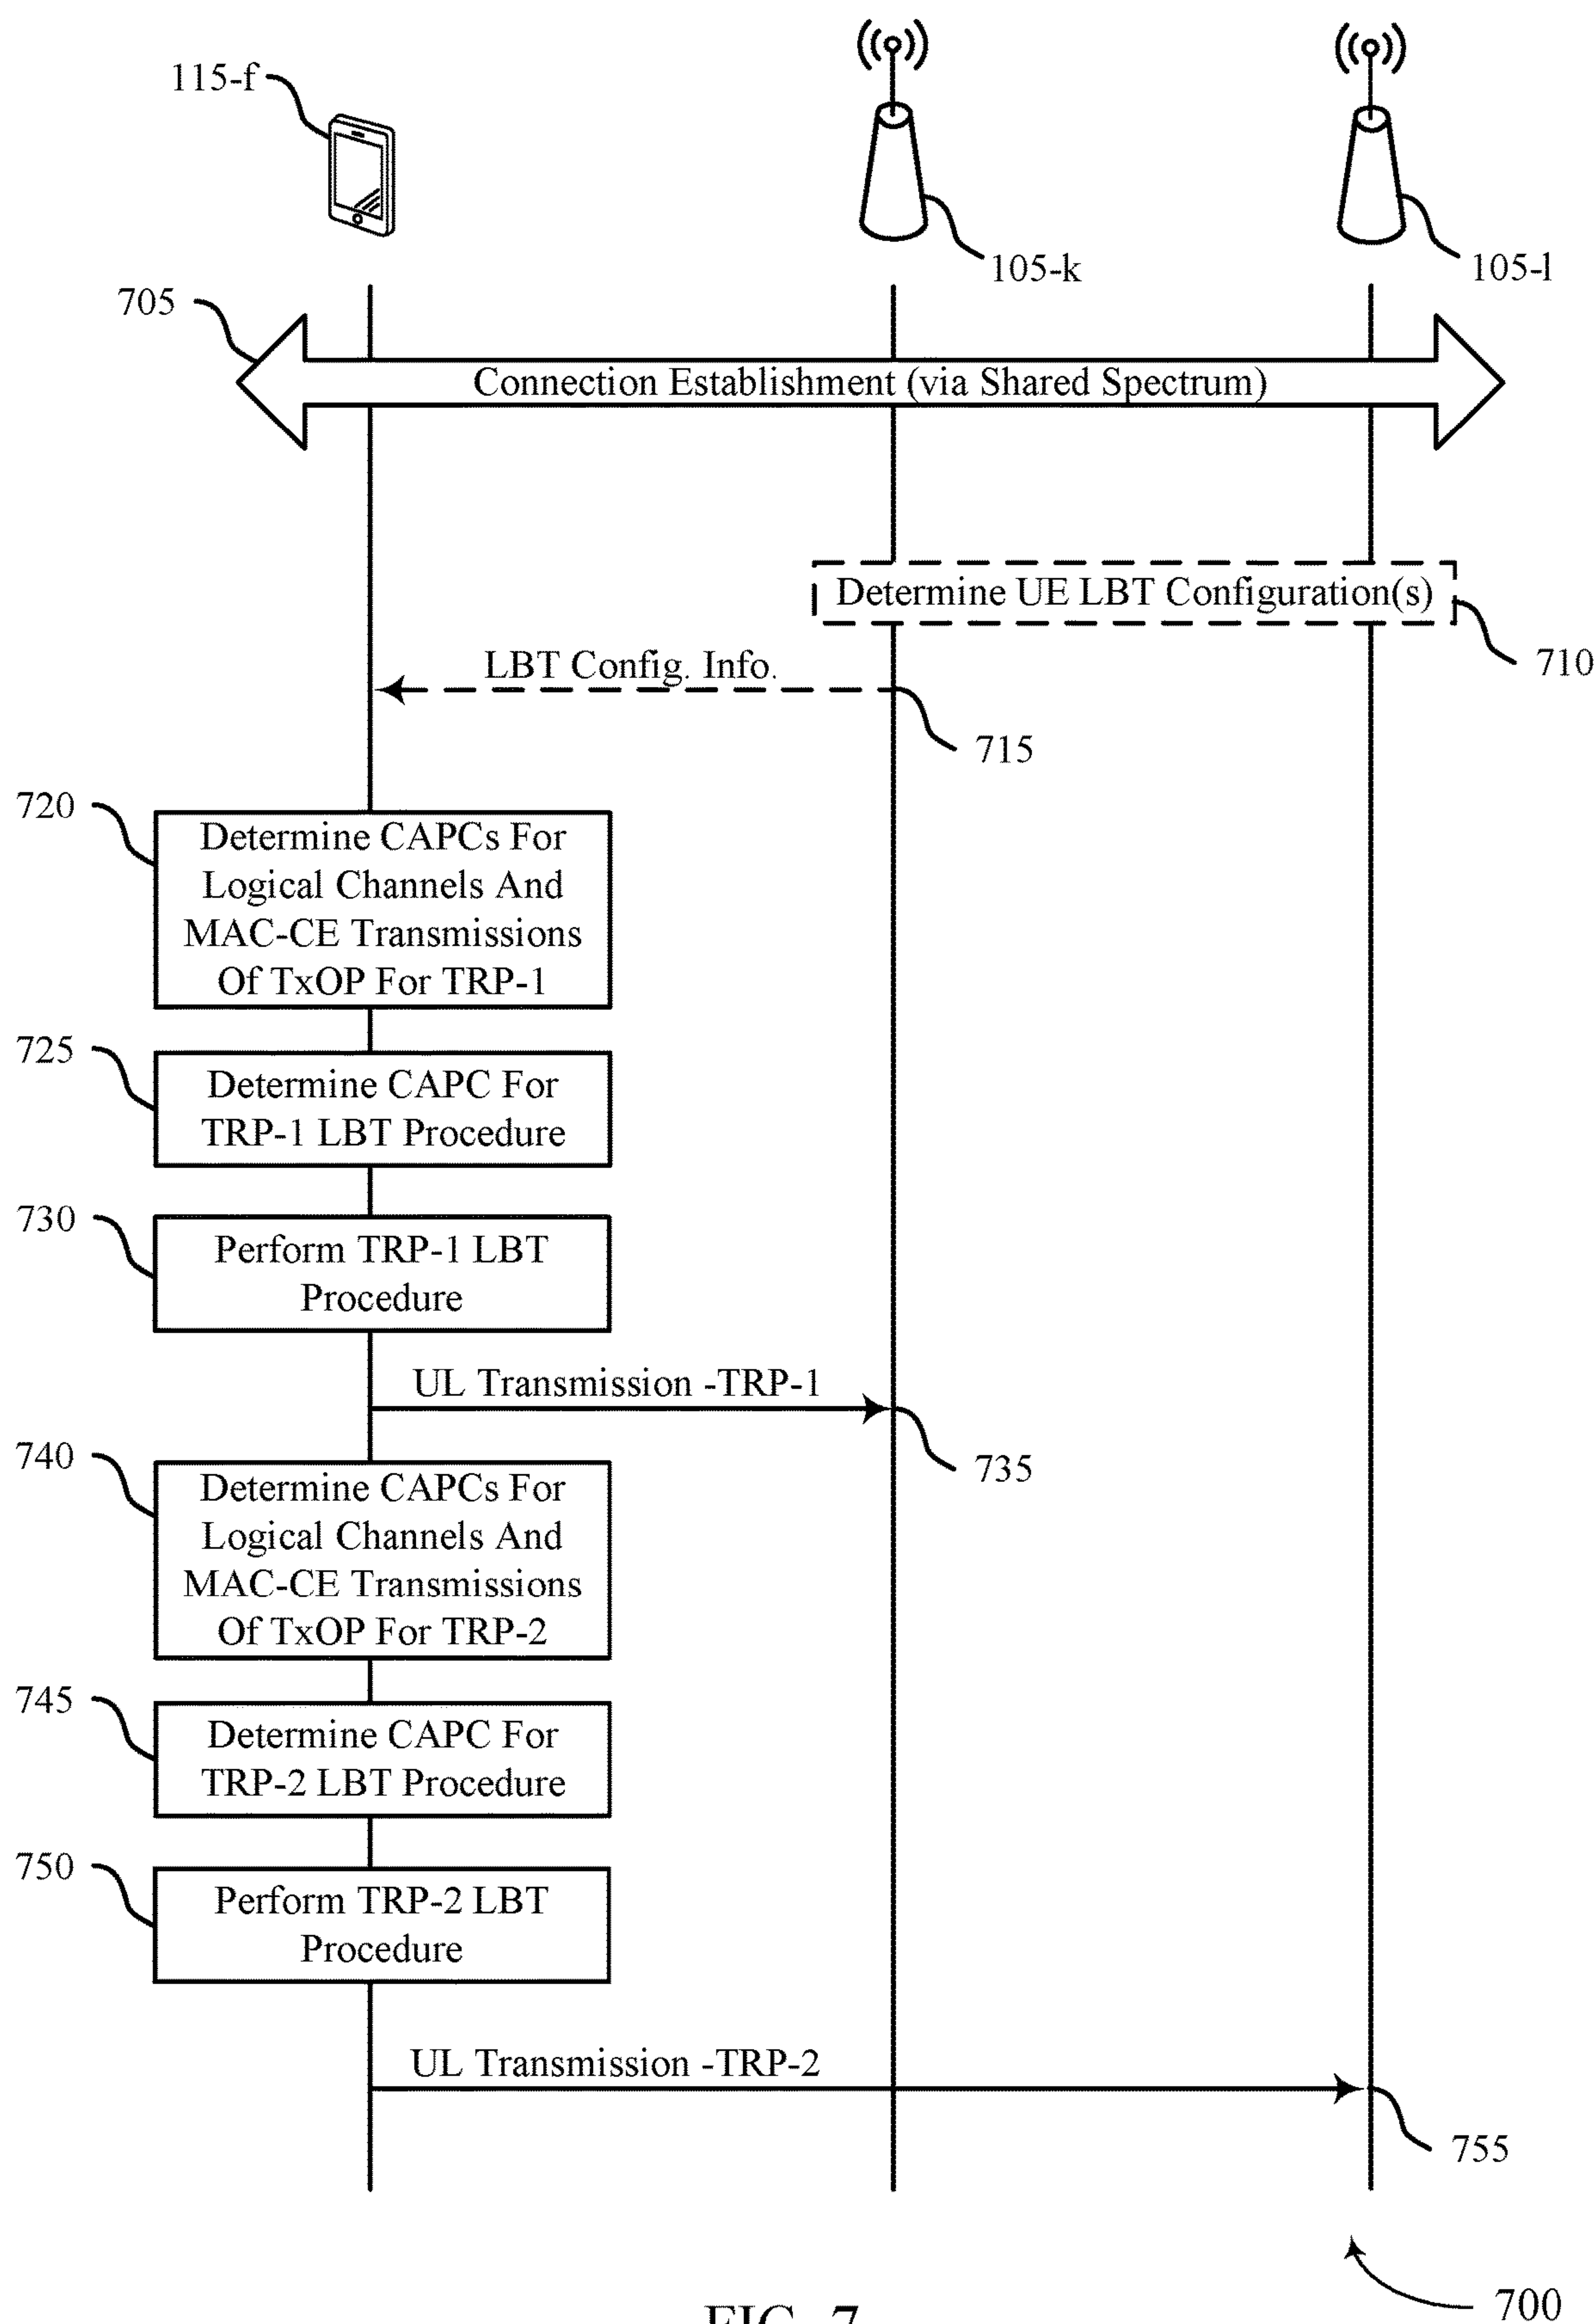 115-f
105-k
105-l
705
Connection Establishment (via Shared Spectrum)
Determine UE LBT Configuration(s)
710
LBT Config. Info.
715
720
Determine CAPCs For
Logical Channels And
MAC-CE Transmissions
Of TxOP For TRP-1
725
Determine CAPC For
TRP-1 LBT Procedure
730
Perform TRP-1 LBT
Procedure
UL Transmission -TRP-1
735
740
Determine CAPCs For
Logical Channels And
MAC-CE Transmissions
Of TxOP For TRP-2
745
Determine CAPC For
TRP-2 LBT Procedure
750
Perform TRP-2 LBT
Procedure
UL Transmission -TRP-2
755
700
FIG. 7